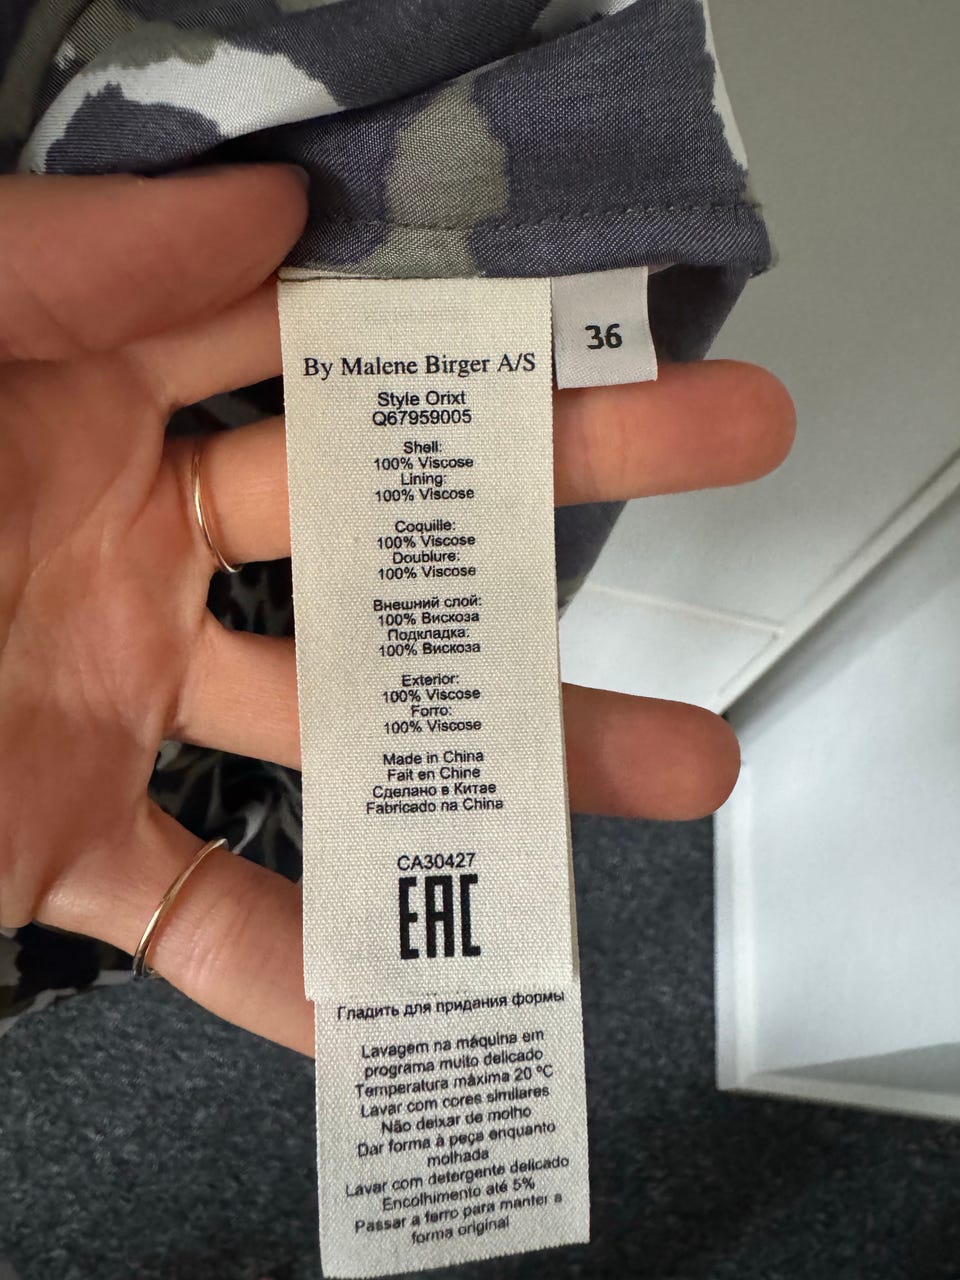 By Malene Birger A/S
36
Style Orixt
Q67959005
Shell:
100% Viscose
Lining:
100% Viscose
Coquille:
100% Viscose
Doublure:
100% Viscose
Внешний слой:
100% Вискоза
Подкладка:
100% Вискоза
Exterior:
100% Viscose
Forro:
100% Viscose
Made in China
Fait en Chine
Сделано в Китае
Fabricado na China
CA30427
EAC
Гладить для придания формы
Lavagem na máquina em
programa muito delicado
Temperatura máxima 20 ºC
Lavar com cores similares
Não deixar de molho
Dar forma à peça enquanto
molhada
Lavar com detergente delicado
Encolhimento até 5%
Passar a ferro para manter a
forma original